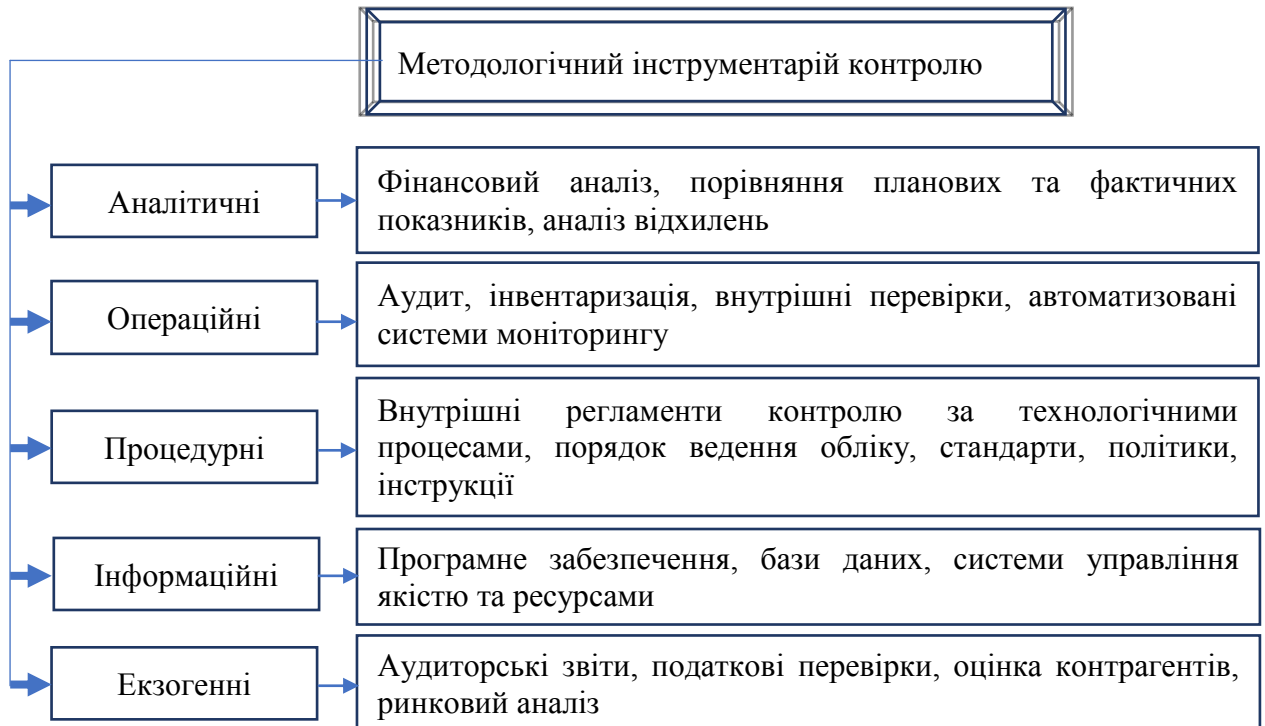 Методологічний інструментарій контролю
Аналітичні
Фінансовий аналіз, порівняння планових та фактичних
показників, аналіз відхилень
Операційні
Аудит, інвентаризація, внутрішні перевірки, автоматизовані
системи моніторингу
Процедурні
Внутрішні регламенти контролю за технологічними
процесами, порядок ведення обліку, стандарти, політики,
інструкції
Інформаційні
Програмне забезпечення, бази даних, системи управління
якістю та ресурсами
Екзогенні
Аудиторські звіти, податкові перевірки, оцінка контрагентів,
ринковий аналіз